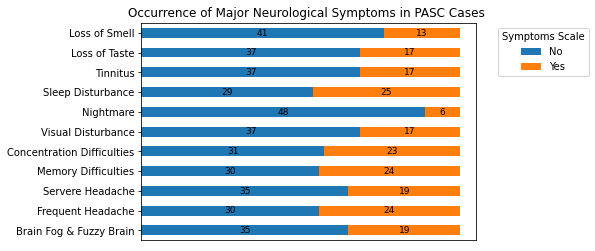 Occurrence of Major Neurological Symptoms in PASC Cases
Loss of Smell 41 13
Loss of Taste 37 17
Tinnitus 37 17
Sleep Disturbance 29 25
Nightmare 48 6
Visual Disturbance 37 17
Concentration Difficulties 31 23
Memory Difficulties 30 24
Servere Headache 35 19
Frequent Headache 30 24
Brain Fog & Fuzzy Brain 35 19
Symptoms Scale
No
Yes